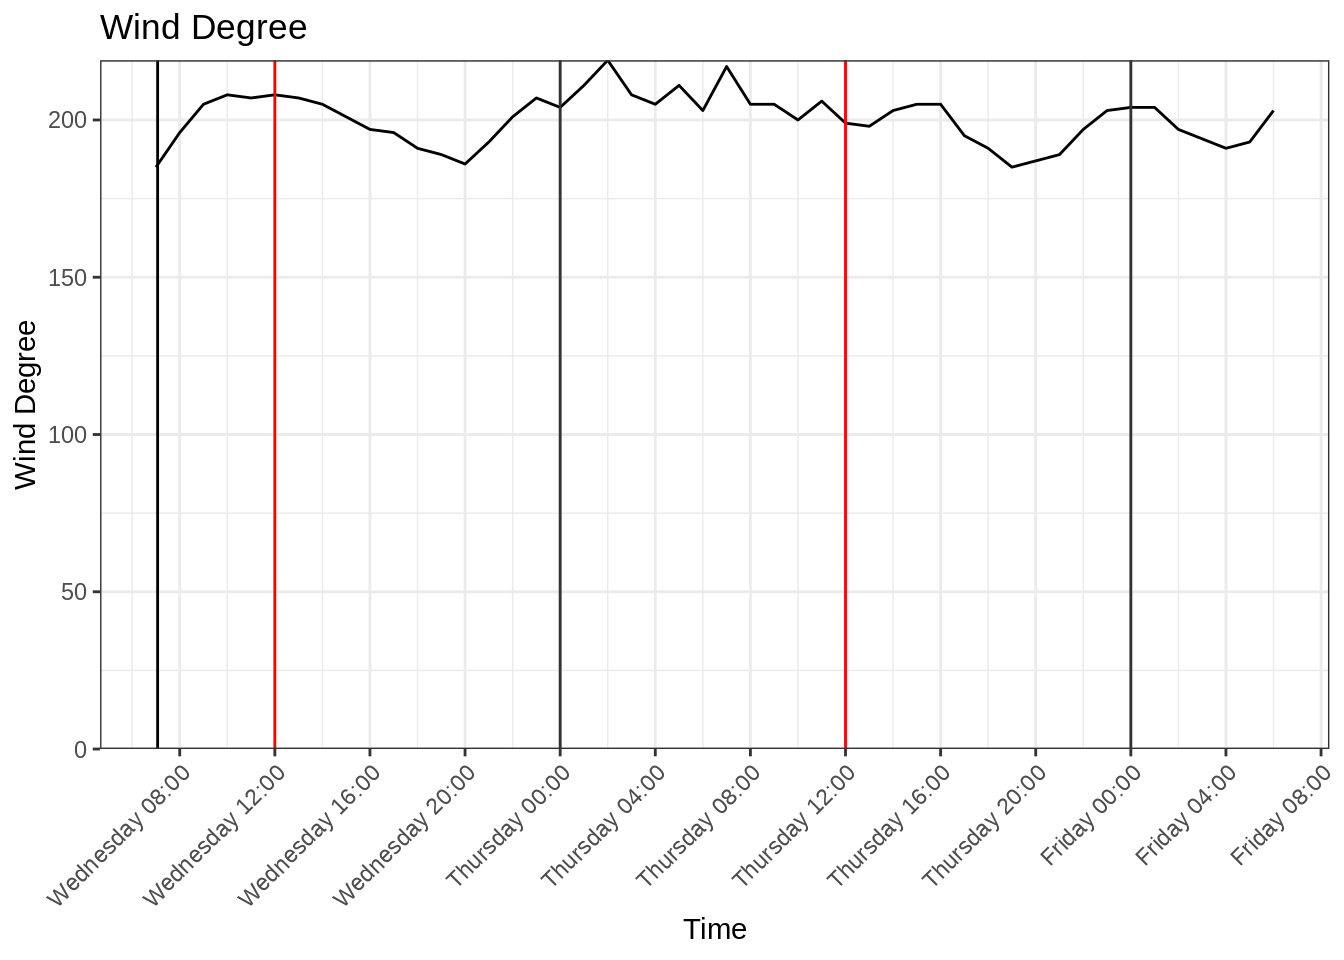 Wind Degree
Wind Degree
200
150
100
50
0
Wednesday 08:00
Wednesday 12:00
Wednesday 16:00
Wednesday 20:00
Thursday 00:00
Thursday 04:00
Thursday 08:00
Thursday 12:00
Thursday 16:00
Thursday 20:00
Friday 00:00
Friday 04:00
Friday 08:00
Time